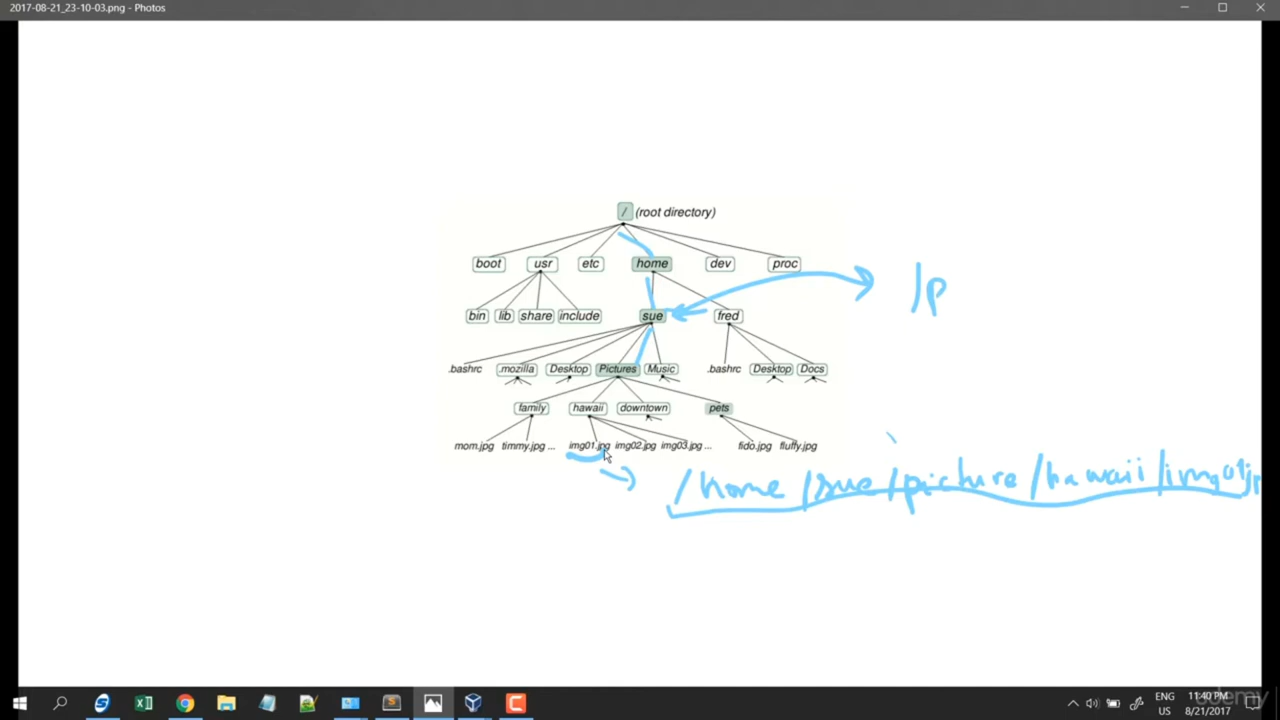 2017-08-21_23-10-03.png - Photos
/ (root directory)
boot usr etc home dev proc
/p
bin lib share include sue fred
.bashrc .mozilla Desktop Pictures Music .bashrc Desktop Docs
family hawaii downtown pets
mom.jpg timmy.jpg ... img01.jpg img02.jpg img03.jpg ... fido.jpg fluffy.jpg
/home /sue /picture /hawaii /img01jp
ENG 11:40 PM
US 8/21/2017
udemy